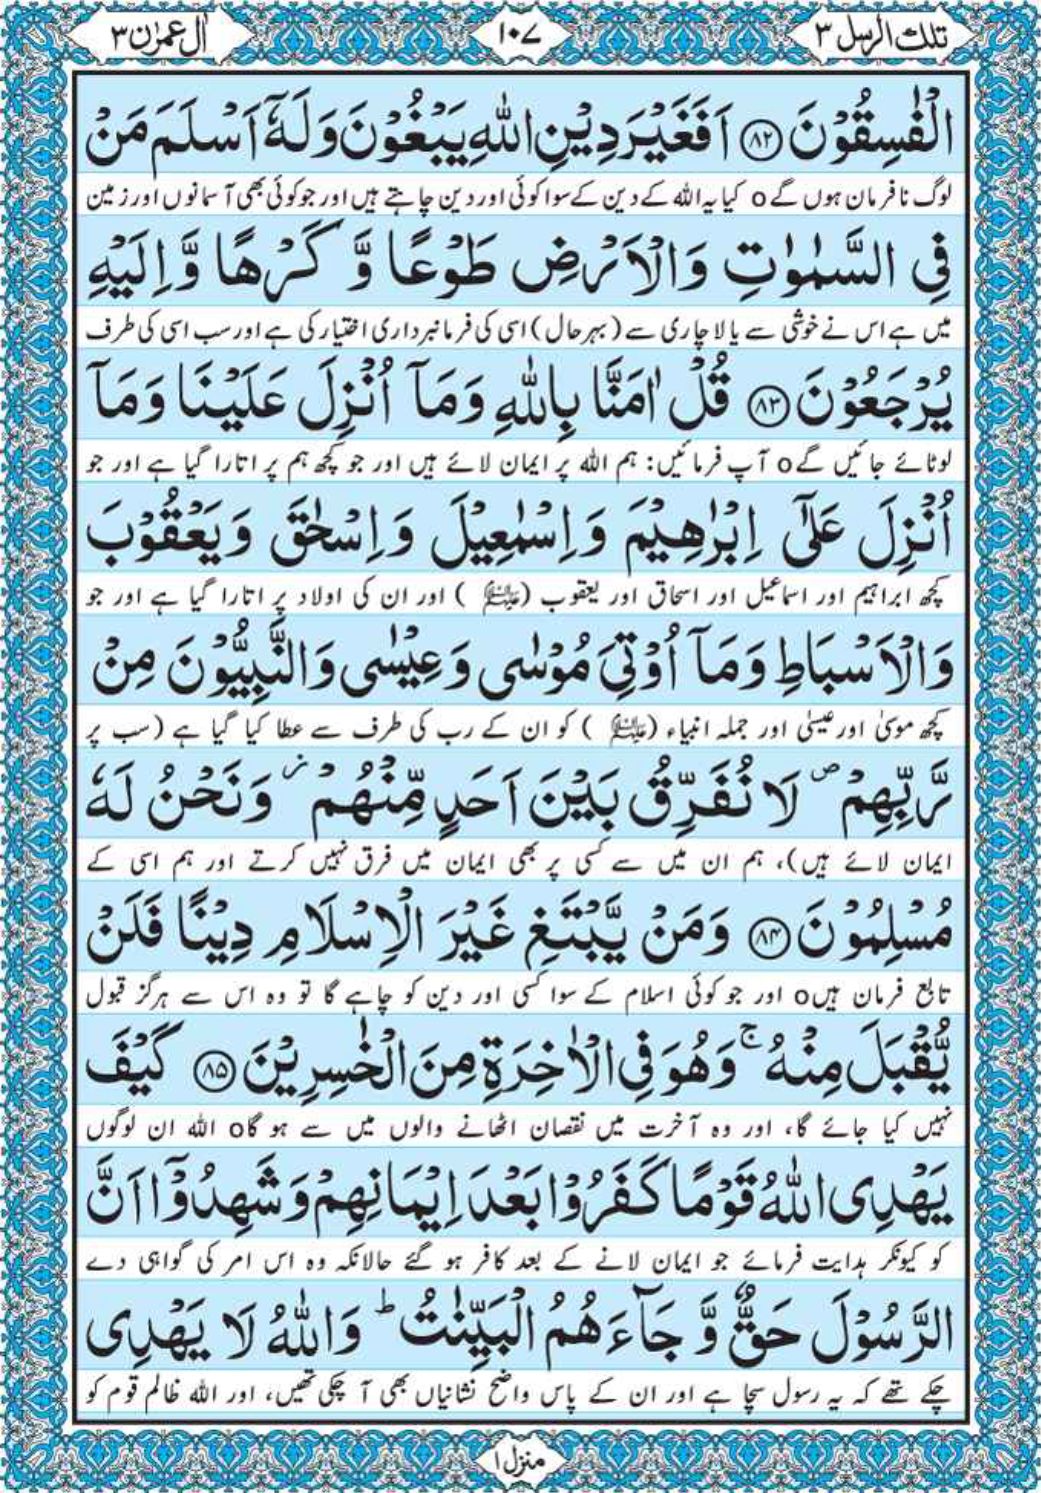 تلك الرسل ٣
١٠٧
اٰل عمرٰن ٣
الْفٰسِقُوْنَ ﴿۸۲﴾ اَفَغَيْرَ دِيْنِ اللّٰهِ يَبْغُوْنَ وَلَهٗۤ اَسْلَمَ مَنْ
لوگ نافرمان ہوں گے o کیا یہ اللہ کے دین کے سوا کوئی اور دین چاہتے ہیں اور جو کوئی بھی آسمانوں اور زمین
فِى السَّمٰوٰتِ وَالْاَرْضِ طَوْعًا وَّ كَرْهًا وَّ اِلَيْهِ
میں ہے اس نے خوشی سے یا لاچاری سے (بہرحال) اسی کی فرمانبرداری اختیار کی ہے اور سب اسی کی طرف
يُرْجَعُوْنَ ﴿۸۳﴾ قُلْ اٰمَنَّا بِاللّٰهِ وَمَاۤ اُنْزِلَ عَلَيْنَا وَمَاۤ
لوٹائے جائیں گے o آپ فرمائیں: ہم اللہ پر ایمان لائے ہیں اور جو کچھ ہم پر اتارا گیا ہے اور جو
اُنْزِلَ عَلٰٓى اِبْرٰهِيْمَ وَاِسْمٰعِيْلَ وَاِسْحٰقَ وَيَعْقُوْبَ
کچھ ابراہیم اور اسماعیل اور اسحاق اور یعقوب (علیہم السلام) اور ان کی اولاد پر اتارا گیا ہے اور جو
وَالْاَسْبَاطِ وَمَاۤ اُوْتِىَ مُوْسٰى وَعِيْسٰى وَالنَّبِيُّوْنَ مِنْ
کچھ موسیٰ اور عیسیٰ اور جملہ انبیاء (علیہم السلام) کو ان کے رب کی طرف سے عطا کیا گیا ہے (سب پر
رَّبِّهِمْ ۖ لَا نُفَرِّقُ بَيْنَ اَحَدٍ مِّنْهُمْ ز وَنَحْنُ لَهٗ
ایمان لائے ہیں)، ہم ان میں سے کسی پر بھی ایمان میں فرق نہیں کرتے اور ہم اسی کے
مُسْلِمُوْنَ ﴿۸۴﴾ وَمَنْ يَّبْتَغِ غَيْرَ الْاِسْلَامِ دِيْنًا فَلَنْ
تابع فرمان ہیں o اور جو کوئی اسلام کے سوا کسی اور دین کو چاہے گا تو وہ اس سے ہرگز قبول
يُّقْبَلَ مِنْهُ ۚ وَهُوَ فِى الْاٰخِرَةِ مِنَ الْخٰسِرِيْنَ ﴿۸۵﴾ كَيْفَ
نہیں کیا جائے گا، اور وہ آخرت میں نقصان اٹھانے والوں میں سے ہو گا o اللہ ان لوگوں
يَهْدِى اللّٰهُ قَوْمًا كَفَرُوْا بَعْدَ اِيْمَانِهِمْ وَشَهِدُوْۤا اَنَّ
کو کیونکر ہدایت فرمائے جو ایمان لانے کے بعد کافر ہو گئے حالانکہ وہ اس امر کی گواہی دے
الرَّسُوْلَ حَقٌّ وَّ جَآءَهُمُ الْبَيِّنٰتُ ؕ وَاللّٰهُ لَا يَهْدِى
چکے تھے کہ یہ رسول سچا ہے اور ان کے پاس واضح نشانیاں بھی آ چکی تھیں، اور اللہ ظالم قوم کو
منزل ١